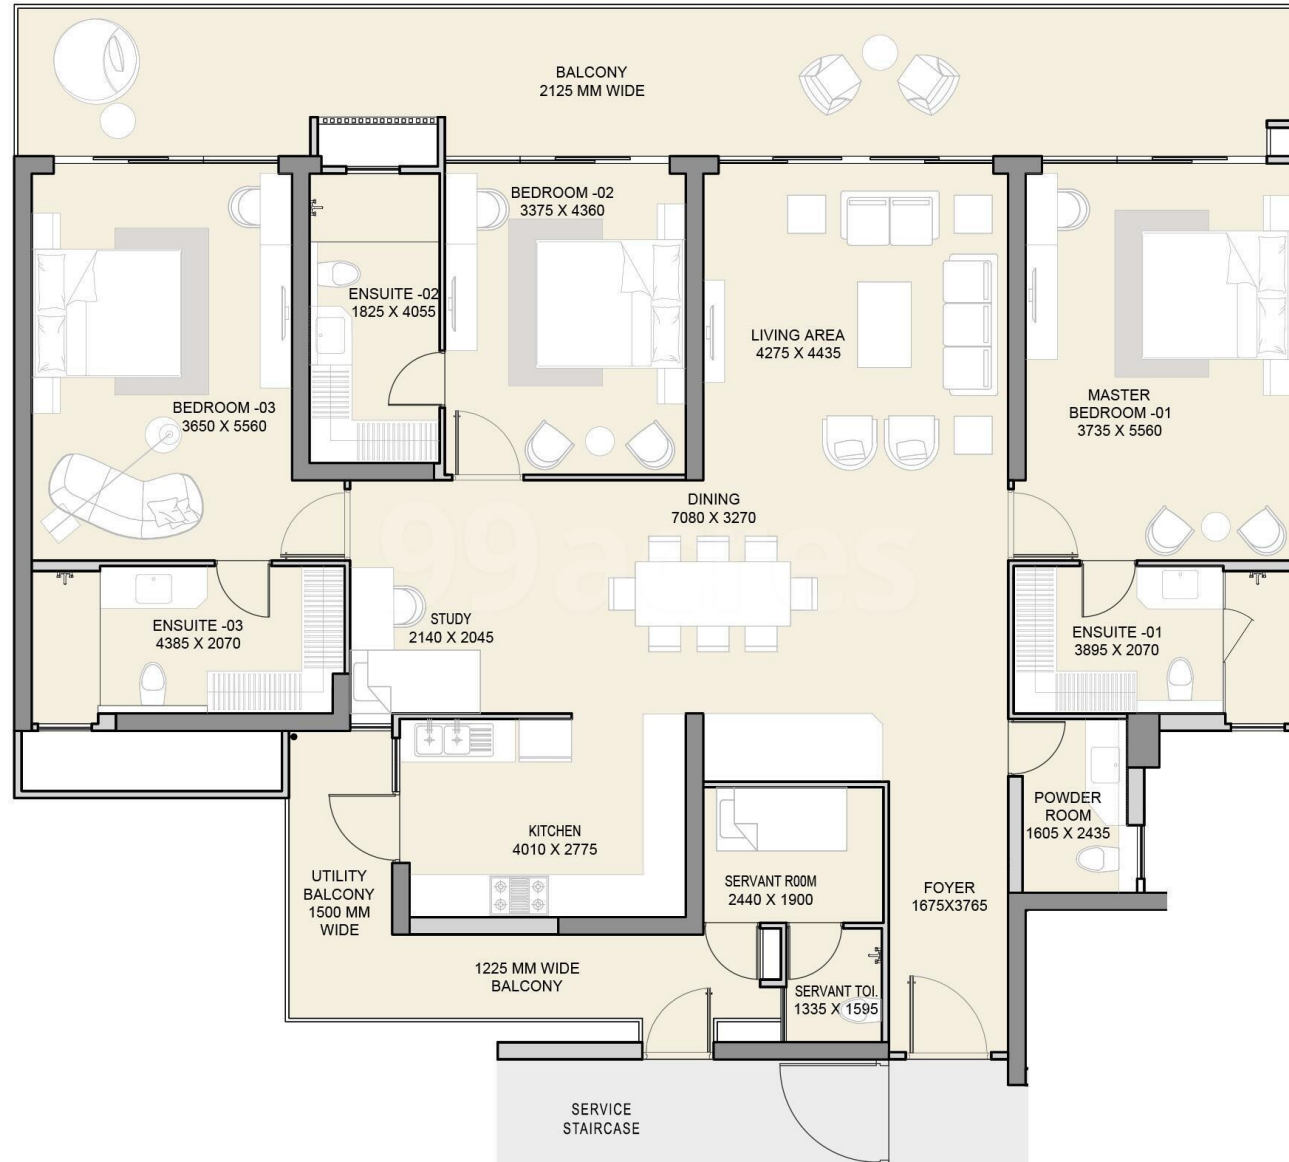 BALCONY
2125 MM WIDE
BEDROOM -02
3375 X 4360
ENSUITE -02
1825 X 4055
LIVING AREA
4275 X 4435
BEDROOM -03
3650 X 5560
MASTER
BEDROOM -01
3735 X 5560
DINING
7080 X 3270
99acres
STUDY
2140 X 2045
ENSUITE -03
4385 X 2070
ENSUITE -01
3895 X 2070
KITCHEN
4010 X 2775
POWDER
ROOM
1605 X 2435
UTILITY
BALCONY
1500 MM
WIDE
SERVANT R00M
2440 X 1900
FOYER
1675X3765
1225 MM WIDE
BALCONY
SERVANT TOI.
1335 X 1595
SERVICE
STAIRCASE